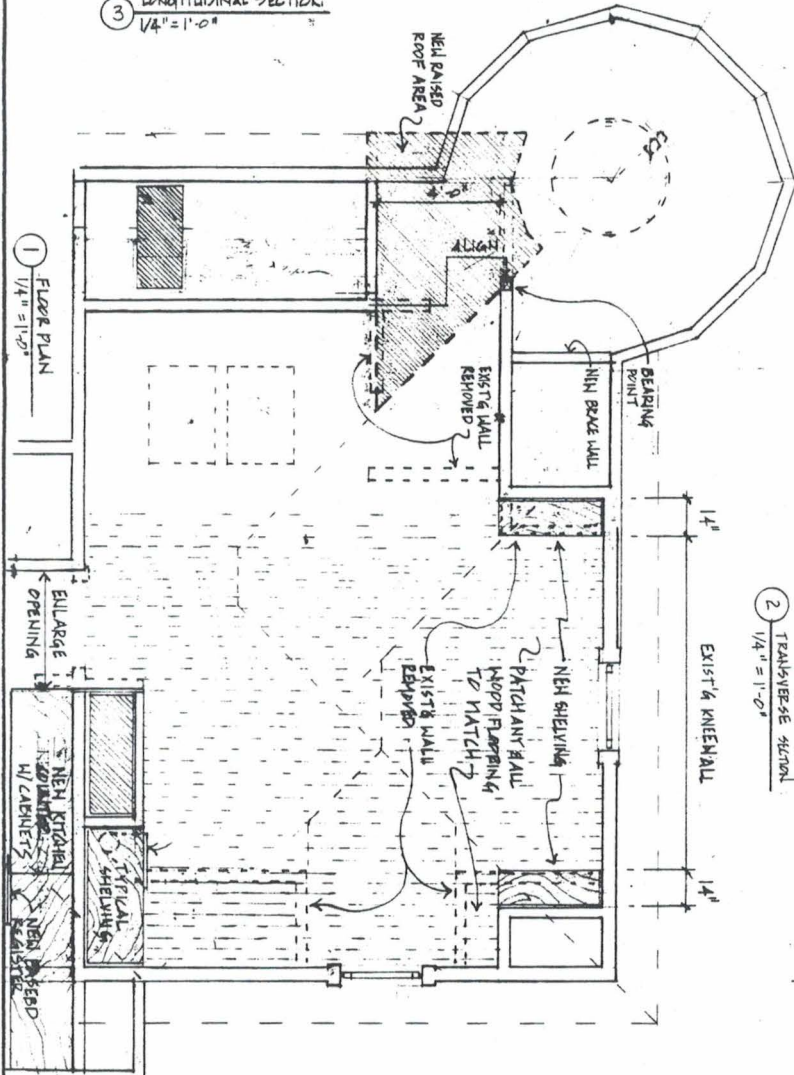 3
LONGITUDINAL SECTION
1/4" = 1'-0"
NEW RAISED
ROOF AREA
BEARING
POINT
NEW BRACE WALL
EXIST'G WALL
REMOVED
1
FLOOR PLAN
1/4" = 1'-0"
2
TRANSVERSE SECTION
1/4" = 1'-0"
14"
EXIST'G KNEEWALL
14"
NEW SHELVING
PATCH ANY & ALL
WOOD FLOORING
TO MATCH
EXIST'G WALL
REMOVED
ENLARGE
OPENING
TYPICAL
SHELVING
NEW KITCHEN
W/ CABINETS
NEW BASEBD
REGISTER